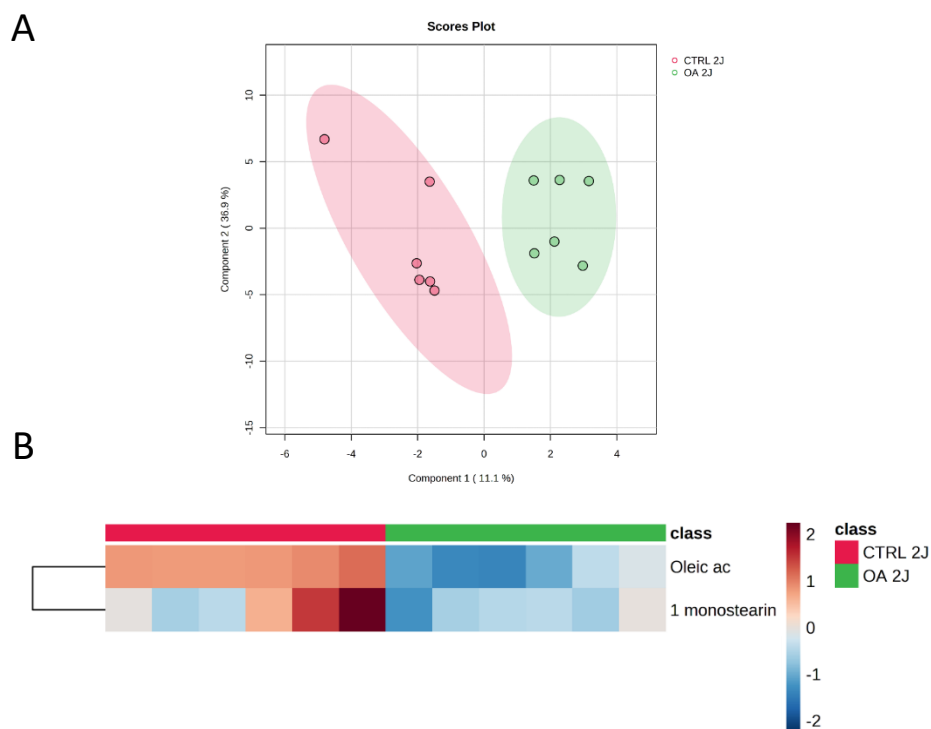 A
Scores Plot
CTRL 2J
OA 2J
Component 2 ( 36.9 %)
10
5
0
-5
-10
-15
-6 -4 -2 0 2 4
Component 1 ( 11.1 %)
B
class
Oleic ac
1 monostearin
2
1
0
-1
-2
class
CTRL 2J
OA 2J